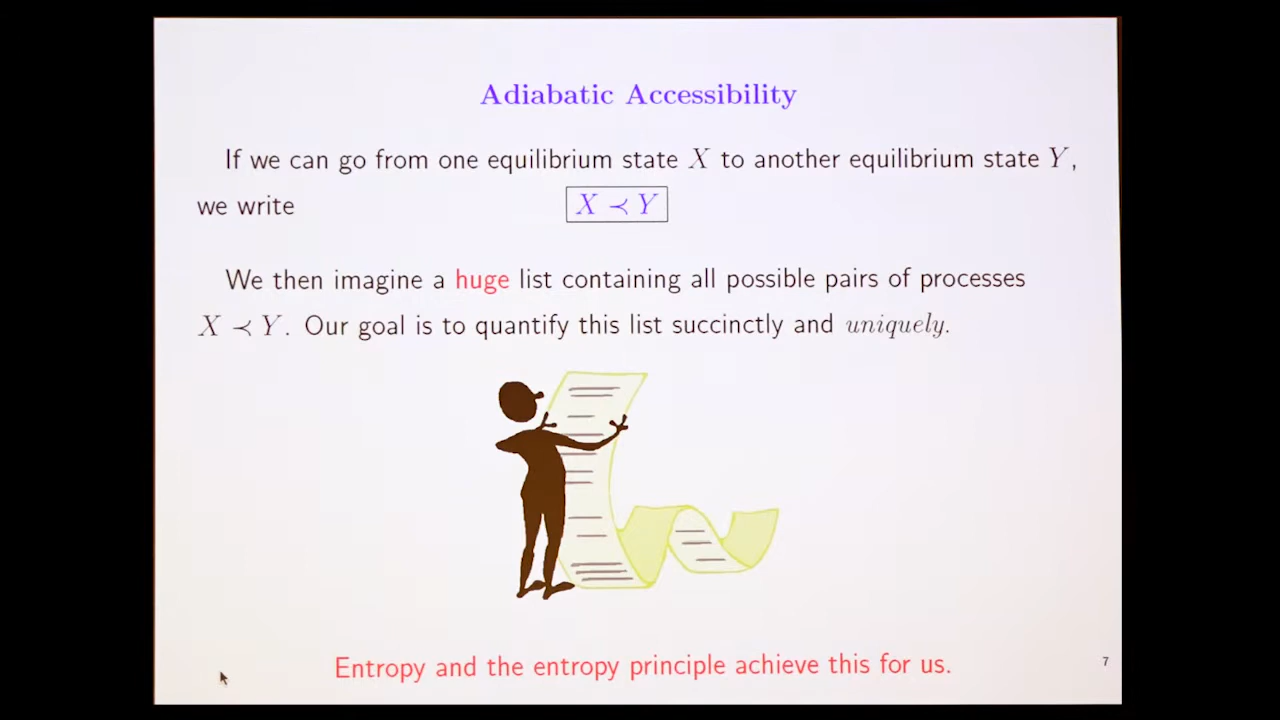 Adiabatic Accessibility
If we can go from one equilibrium state X to another equilibrium state Y,
we write X ≺ Y
We then imagine a huge list containing all possible pairs of processes
X ≺ Y. Our goal is to quantify this list succinctly and uniquely.
Entropy and the entropy principle achieve this for us.
7